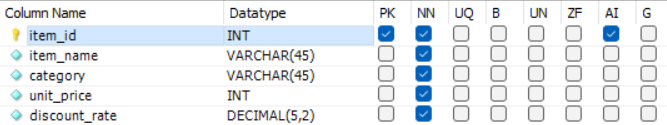 Column Name Datatype PK NN UQ B UN ZF AI G
item_id INT
item_name VARCHAR(45)
category VARCHAR(45)
unit_price INT
discount_rate DECIMAL(5,2)